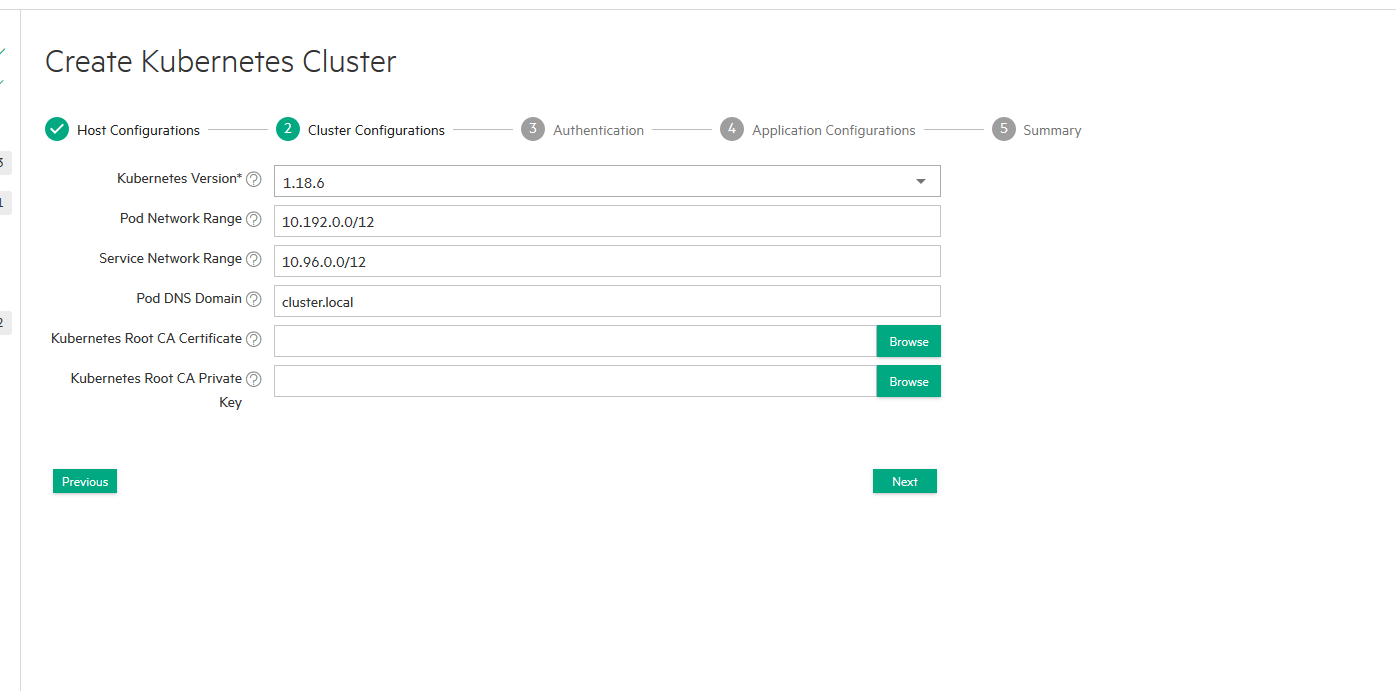 Create Kubernetes Cluster
Host Configurations 2 Cluster Configurations 3 Authentication 4 Application Configurations 5 Summary
Kubernetes Version* ? 1.18.6
Pod Network Range ? 10.192.0.0/12
Service Network Range ? 10.96.0.0/12
Pod DNS Domain ? cluster.local
Kubernetes Root CA Certificate ? Browse
Kubernetes Root CA Private ? Browse
Key
Previous Next